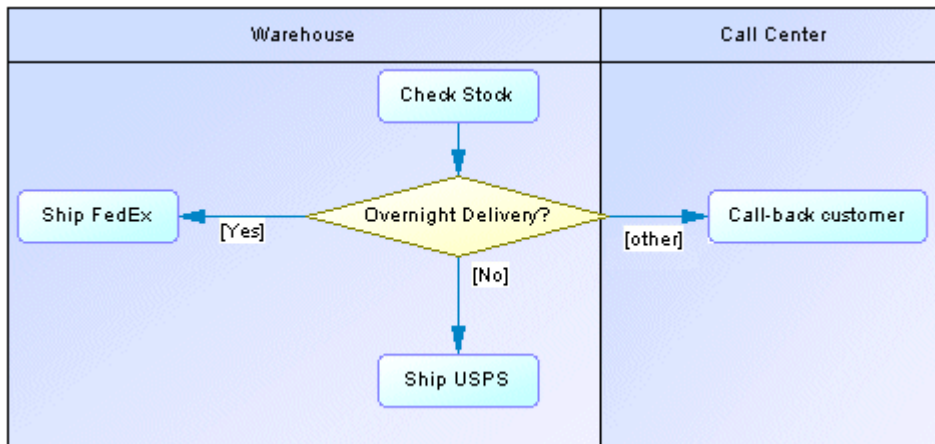 Warehouse
Call Center
Check Stock
Ship FedEx
Overnight Delivery?
Call-back customer
[Yes]
[other]
[No]
Ship USPS